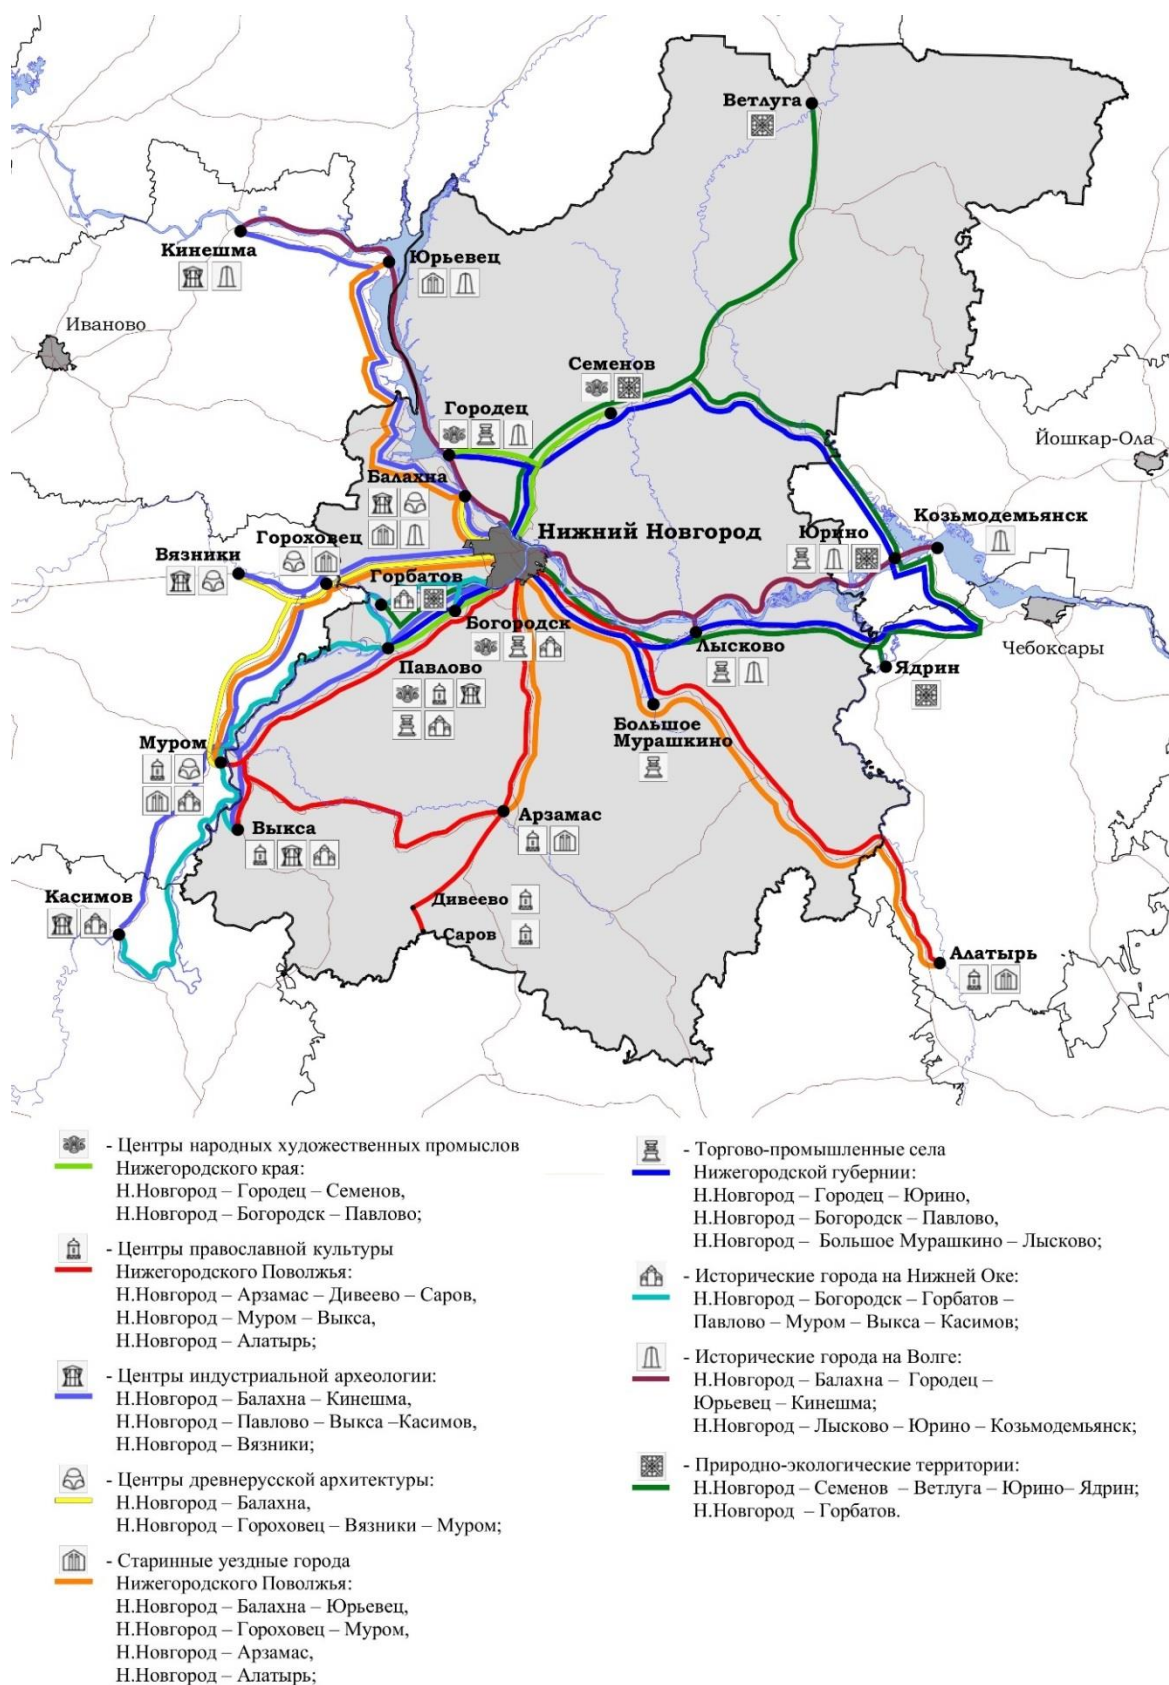 Ветлуга
Кинешма
Юрьевец
Иваново
Семенов
Городец
Йошкар-Ола
Балахна
Нижний Новгород
Козьмодемьянск
Юрино
Гороховец
Вязники
Горбатов
Богородск
Чебоксары
Лысково
Павлово
Ядрин
Большое
Мурашкино
Муром
Арзамас
Выкса
Касимов
Дивеево
Саров
Алатырь
- Центры народных художественных промыслов
Нижегородского края:
Н.Новгород – Городец – Семенов,
Н.Новгород – Богородск – Павлово;
- Центры православной культуры
Нижегородского Поволжья:
Н.Новгород – Арзамас – Дивеево – Саров,
Н.Новгород – Муром – Выкса,
Н.Новгород – Алатырь;
- Центры индустриальной археологии:
Н.Новгород – Балахна – Кинешма,
Н.Новгород – Павлово – Выкса –Касимов,
Н.Новгород – Вязники;
- Центры древнерусской архитектуры:
Н.Новгород – Балахна,
Н.Новгород – Гороховец – Вязники – Муром;
- Старинные уездные города
Нижегородского Поволжья:
Н.Новгород – Балахна – Юрьевец,
Н.Новгород – Гороховец – Муром,
Н.Новгород – Арзамас,
Н.Новгород – Алатырь;
- Торгово-промышленные села
Нижегородской губернии:
Н.Новгород – Городец – Юрино,
Н.Новгород – Богородск – Павлово,
Н.Новгород – Большое Мурашкино – Лысково;
- Исторические города на Нижней Оке:
Н.Новгород – Богородск – Горбатов –
Павлово – Муром – Выкса – Касимов;
- Исторические города на Волге:
Н.Новгород – Балахна – Городец –
Юрьевец – Кинешма;
Н.Новгород – Лысково – Юрино – Козьмодемьянск;
- Природно-экологические территории:
Н.Новгород – Семенов – Ветлуга – Юрино– Ядрин;
Н.Новгород – Горбатов.